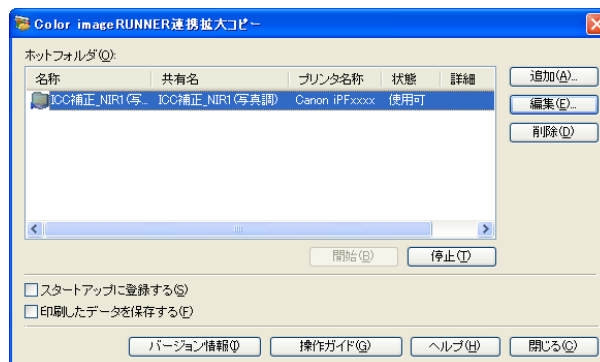 Color imageRUNNER連携拡大コピー
ホットフォルダ(O):
名称 共有名 プリンタ名称 状態 詳細
ICC補正_NIR1(写... ICC補正_NIR1(写真調) Canon iPFxxxx 使用可
追加(A)...
編集(E)...
削除(D)
開始(B) 停止(T)
スタートアップに登録する(S)
印刷したデータを保存する(F)
バージョン情報(I) 操作ガイド(G) ヘルプ(H) 閉じる(C)